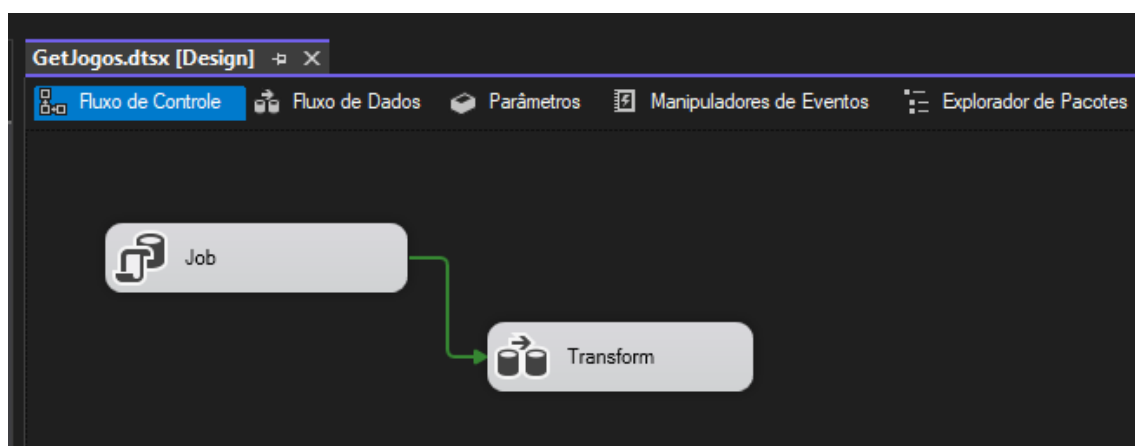 GetJogos.dtsx [Design]
Fluxo de Controle Fluxo de Dados Parâmetros Manipuladores de Eventos Explorador de Pacotes
Job
Transform